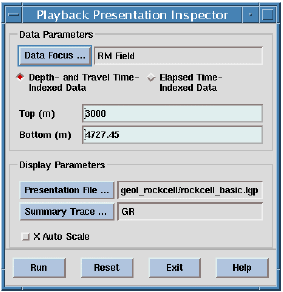 Playback Presentation Inspector
Data Parameters
Data Focus ... RM Field
Depth- and Travel Time- Elapsed Time-
Indexed Data Indexed Data
Top (m) 3000
Bottom (m) 4727.45
Display Parameters
Presentation File ... geol_rockcell/rockcell_basic.lgp
Summary Trace ... GR
X Auto Scale
Run Reset Exit Help